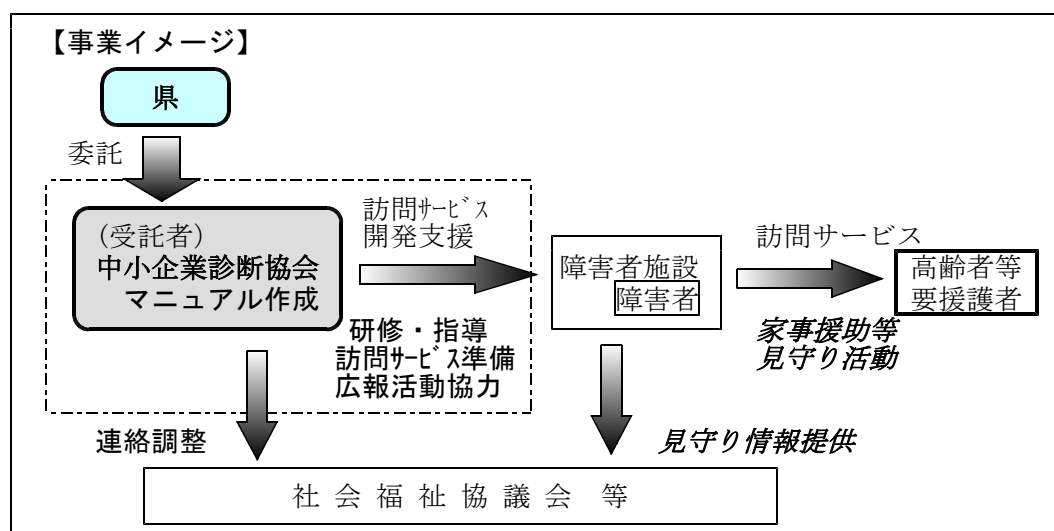 【事業イメージ】
県
委託
(受託者)
中小企業診断協会
マニュアル作成
訪問ｻｰﾋﾞｽ
開発支援
研修・指導
訪問ｻｰﾋﾞｽ準備
広報活動協力
障害者施設
障害者
訪問サービス
高齢者等
要援護者
家事援助等
見守り活動
連絡調整
見守り情報提供
社 会 福 祉 協 議 会 等